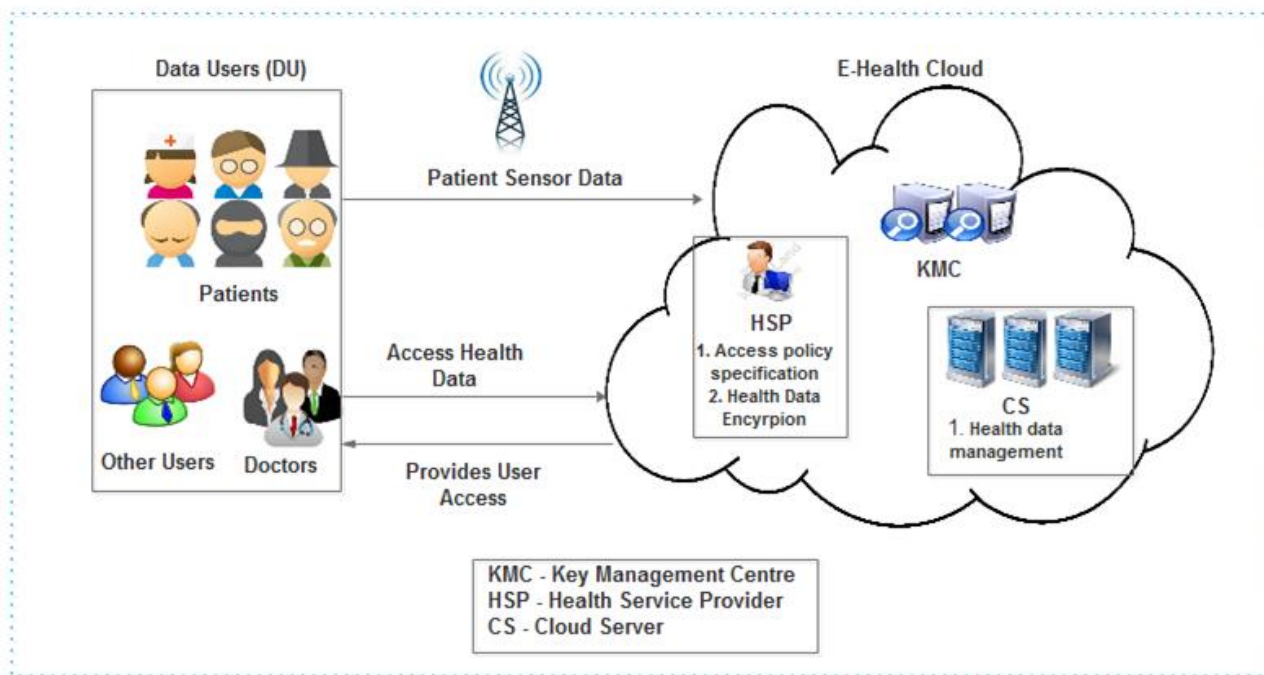 Data Users (DU)
E-Health Cloud
Patient Sensor Data
Patients
KMC
HSP
1. Access policy
specification
2. Health Data
Encyrpion
CS
1. Health data
management
Access Health
Data
Other Users
Doctors
Provides User
Access
KMC - Key Management Centre
HSP - Health Service Provider
CS - Cloud Server